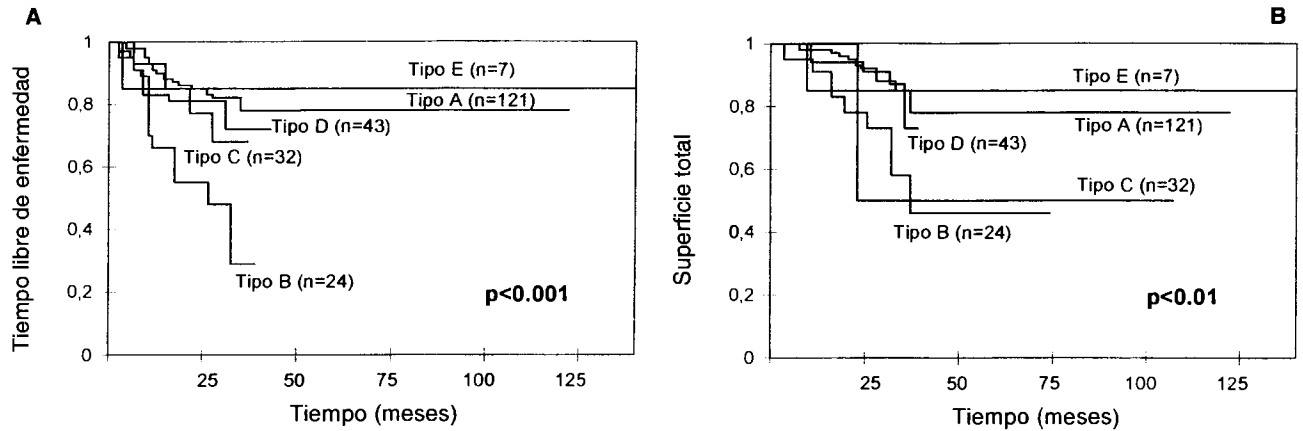 A
Tiempo libre de enfermedad
1
0.8
0,6
0,4
0,2
0
Tipo E (n=7)
Tipo A (n=121)
Tipo D (n=43)
Tipo C (n=32)
Tipo B (n=24)
p<0.001
25 50 75 100 125
Tiempo (meses)
B
Superficie total
1
0,8
0,6
0,4
0,2
0
Tipo E (n=7)
Tipo A (n=121)
Tipo D (n=43)
Tipo C (n=32)
Tipo B (n=24)
p<0.01
25 50 75 100 125
Tiempo (meses)